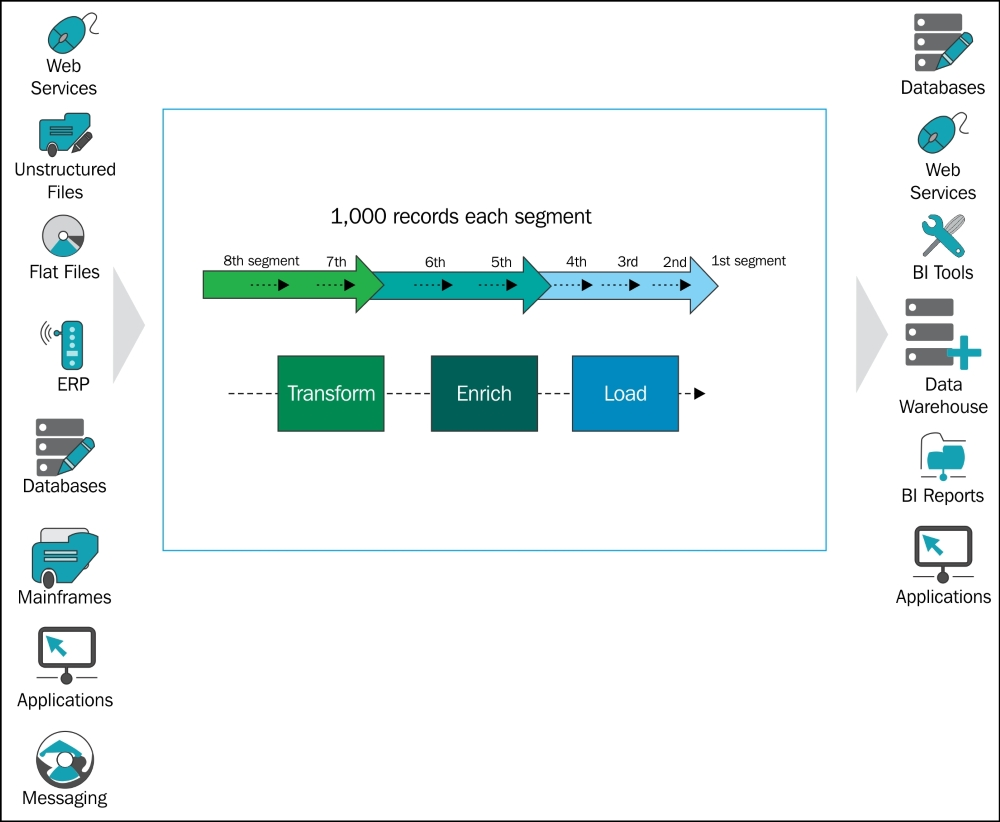 Web
Services
Unstructured
Files
Flat Files
ERP
Databases
Mainframes
Applications
Messaging
1,000 records each segment
8th segment 7th 6th 5th 4th 3rd 2nd 1st segment
Transform Enrich Load
Databases
Web
Services
BI Tools
Data
Warehouse
BI Reports
Applications